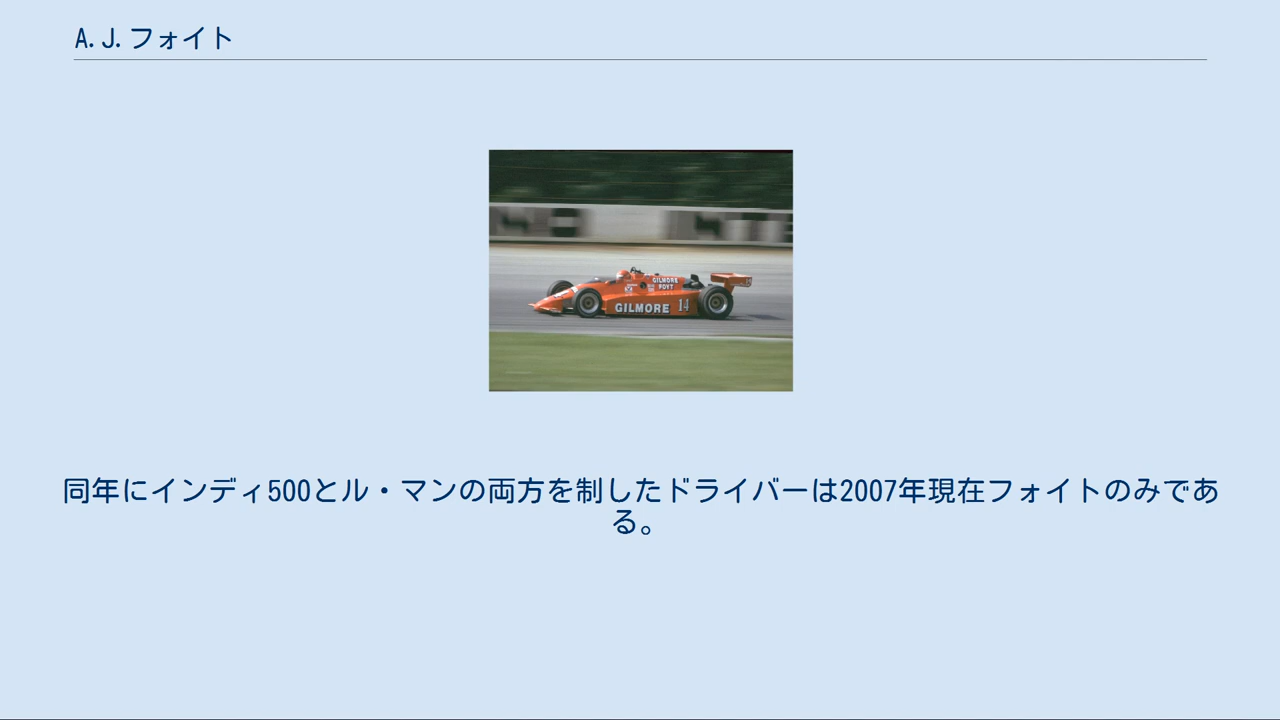 A.J.フォイト
GILMORE
FOYT
GILMORE 14
同年にインディ500とル・マンの両方を制したドライバーは2007年現在フォイトのみであ
る。